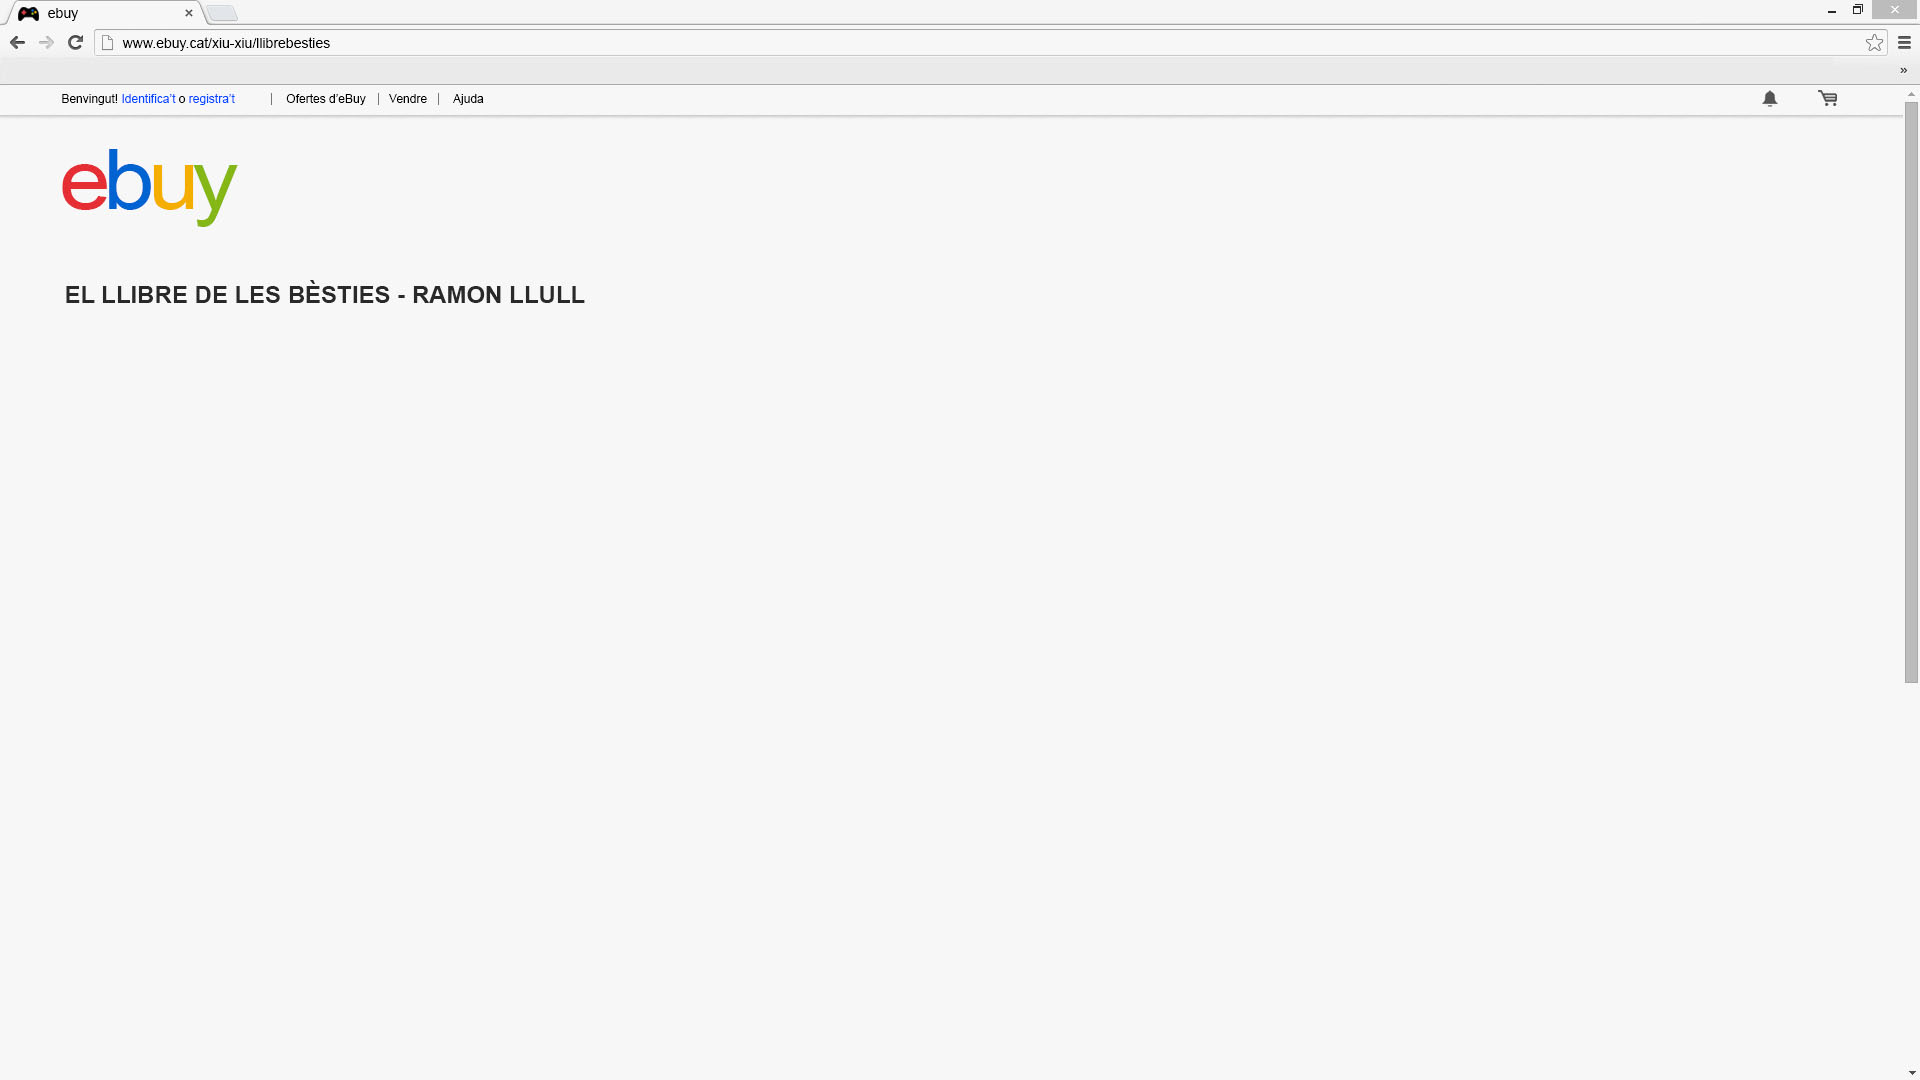 ebuy
www.ebuy.cat/xiu-xiu/llibrebesties
»
Benvingut! Identifica't o registra't | Ofertes d'eBuy | Vendre | Ajuda
ebuy
EL LLIBRE DE LES BÈSTIES - RAMON LLULL